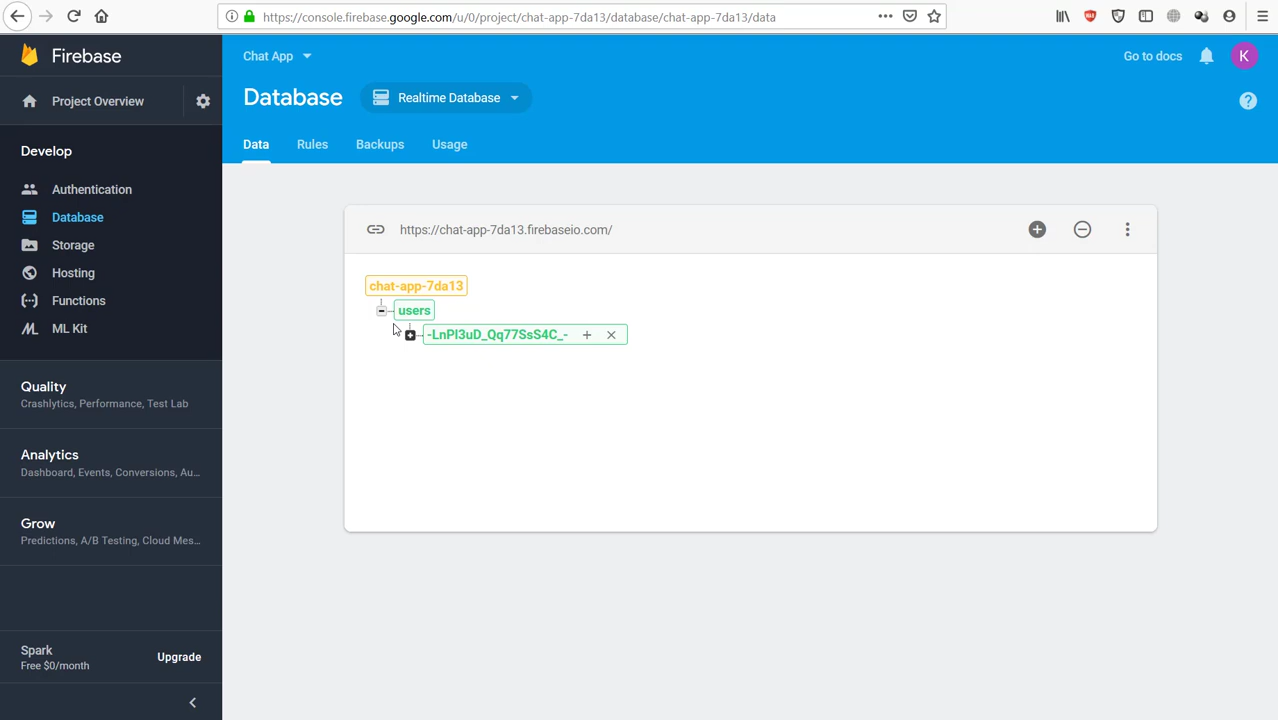 https://console.firebase.google.com/u/0/project/chat-app-7da13/database/chat-app-7da13/data
Firebase
Chat App
Go to docs
K
Project Overview
Database
Realtime Database
Develop
Data
Rules
Backups
Usage
Authentication
Database
Storage
Hosting
Functions
ML Kit
https://chat-app-7da13.firebaseio.com/
chat-app-7da13
users
-LnPl3uD_Qq77SsS4C_-
Quality
Crashlytics, Performance, Test Lab
Analytics
Dashboard, Events, Conversions, Au...
Grow
Predictions, A/B Testing, Cloud Mes...
Spark
Free $0/month
Upgrade